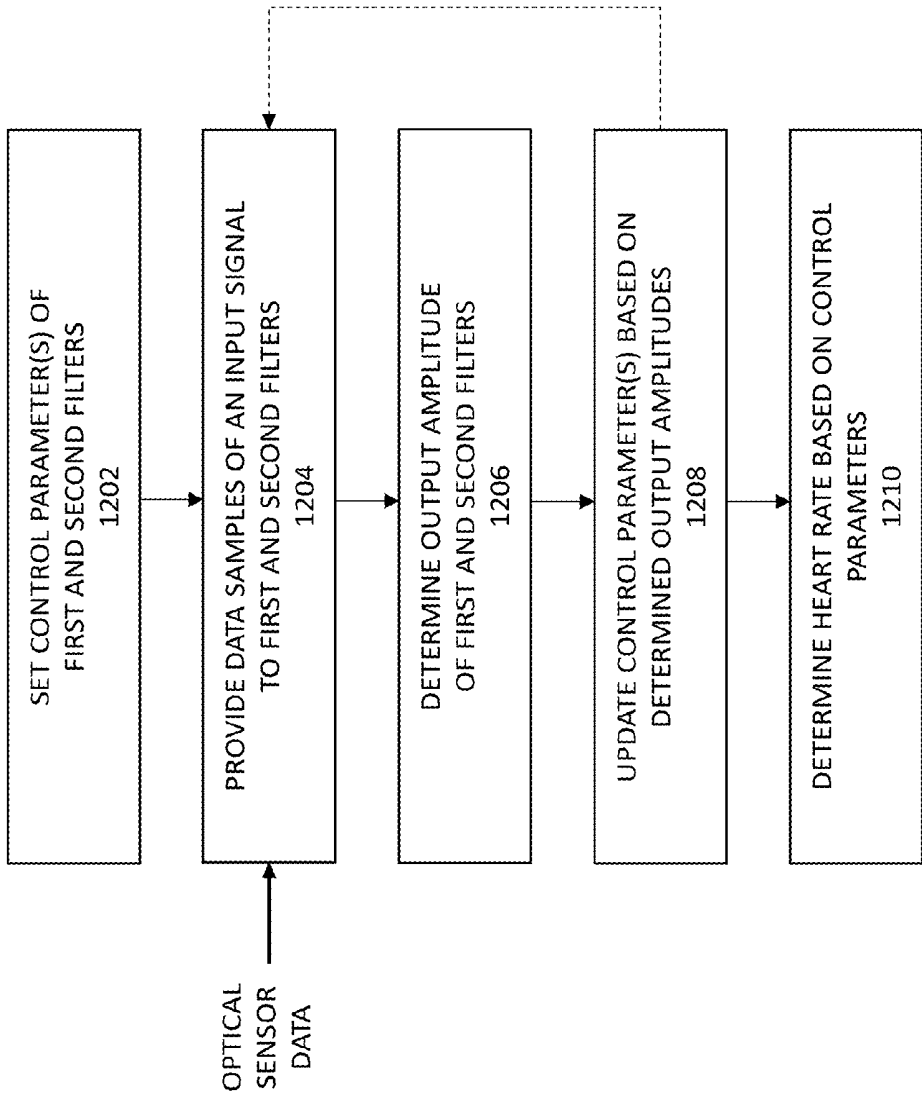 SET CONTROL PARAMETER(S) OF
FIRST AND SECOND FILTERS
1202
OPTICAL
SENSOR
DATA
PROVIDE DATA SAMPLES OF AN INPUT SIGNAL
TO FIRST AND SECOND FILTERS
1204
DETERMINE OUTPUT AMPLITUDE
OF FIRST AND SECOND FILTERS
1206
UPDATE CONTROL PARAMETER(S) BASED ON
DETERMINED OUTPUT AMPLITUDES
1208
DETERMINE HEART RATE BASED ON CONTROL
PARAMETERS
1210